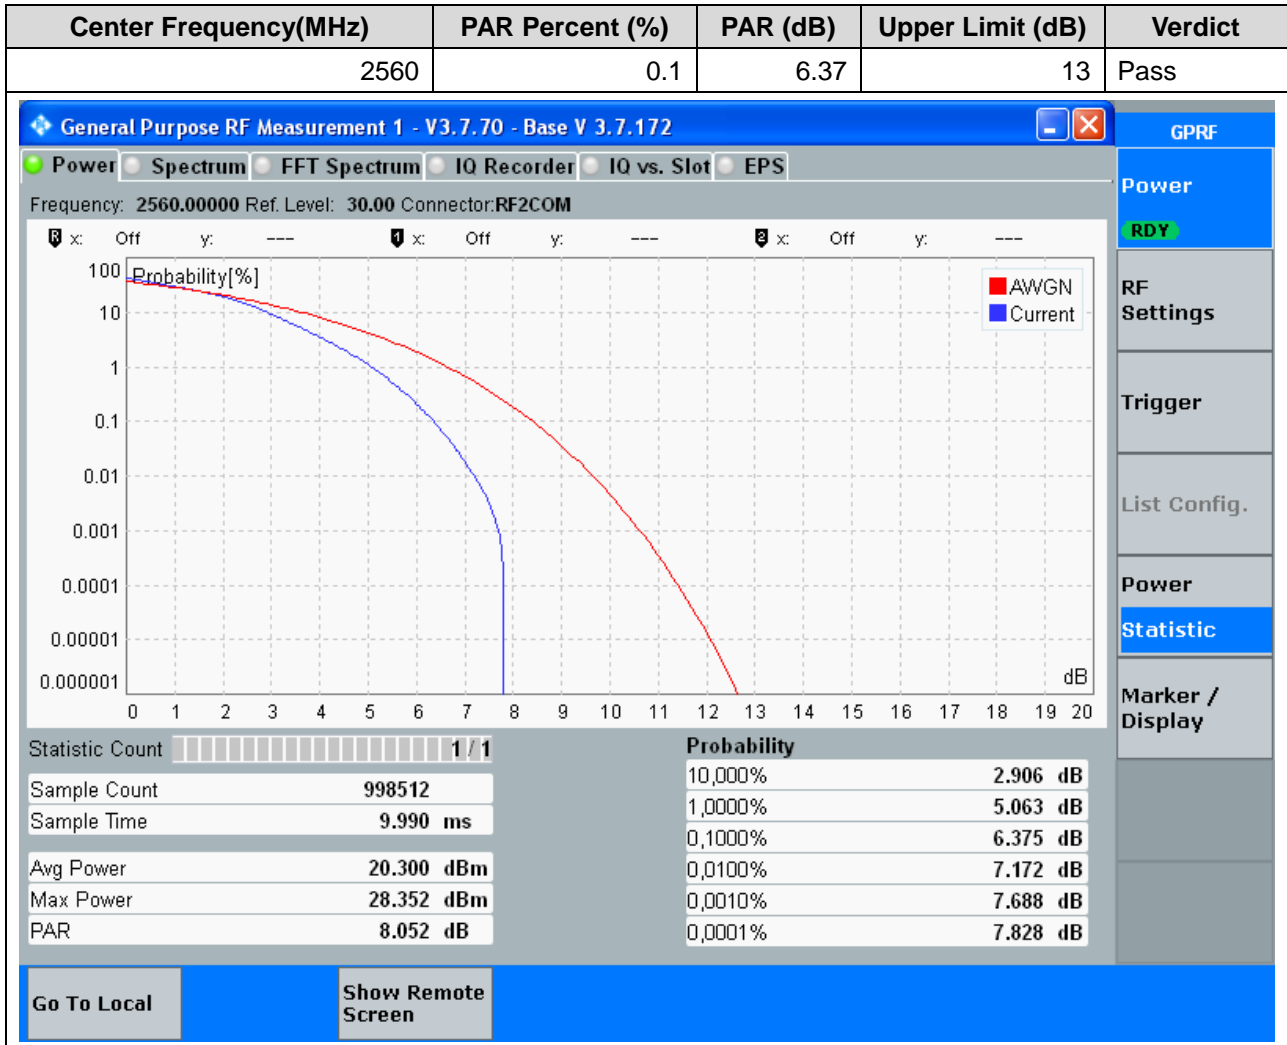 Center Frequency(MHz) PAR Percent (%) PAR (dB) Upper Limit (dB) Verdict
2560 0.1 6.37 13 Pass
General Purpose RF Measurement 1 - V3.7.70 - Base V 3.7.172
GPRF
Power Spectrum FFT Spectrum IQ Recorder IQ vs. Slot EPS
Frequency: 2560.00000 Ref. Level: 30.00 Connector:RF2COM
R x: Off y: --- 1 x: Off y: --- 2 x: Off y: ---
Probability[%]
AWGN
Current
100
10
1
0.1
0.01
0.001
0.0001
0.00001
0.000001
dB
0 1 2 3 4 5 6 7 8 9 10 11 12 13 14 15 16 17 18 19 20
Statistic Count 1 / 1
Sample Count 998512
Sample Time 9.990 ms
Avg Power 20.300 dBm
Max Power 28.352 dBm
PAR 8.052 dB
Probability
10,000% 2.906 dB
1,0000% 5.063 dB
0,1000% 6.375 dB
0,0100% 7.172 dB
0,0010% 7.688 dB
0,0001% 7.828 dB
Power
RDY
RF
Settings
Trigger
List Config.
Power
Statistic
Marker /
Display
Go To Local
Show Remote
Screen